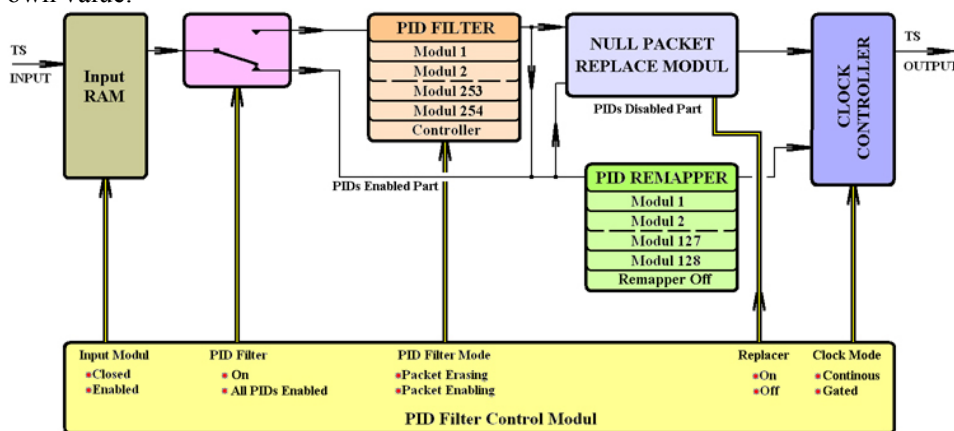 own value.
TS
INPUT
Input
RAM
PID FILTER
Modul 1
Modul 2
Modul 253
Modul 254
Controller
NULL PACKET
REPLACE MODUL
PIDs Disabled Part
CLOCK
CONTROLLER
TS
OUTPUT
PIDs Enabled Part
PID REMAPPER
Modul 1
Modul 2
Modul 127
Modul 128
Remapper Off
Input Modul
Closed
Enabled
PID Filter
On
All PIDs Enabled
PID Filter Mode
Packet Erasing
Packet Enabling
Replacer
On
Off
Clock Mode
Continous
Gated
PID Filter Control Modul